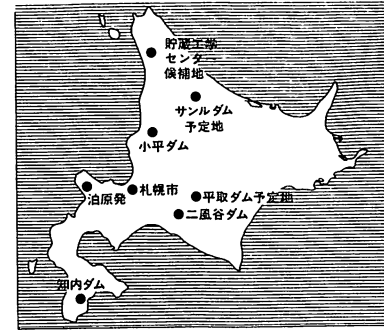 貯蔵工学
センター
候補地
サンルダム
予定地
小平ダム
泊原発
札幌市
平取ダム予定地
二風谷ダム
知内ダム